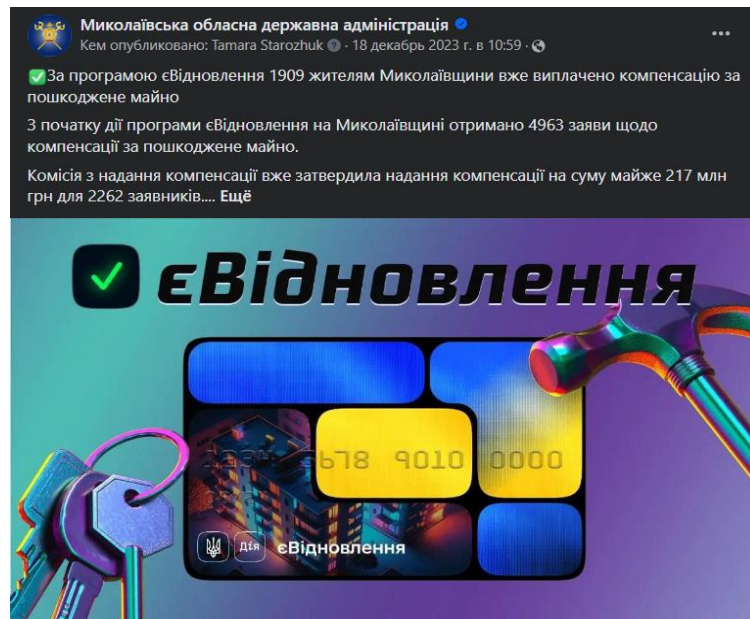 Миколаївська обласна державна адміністрація
Кем опубликовано: Tamara Starozhuk · 18 декабрь 2023 г. в 10:59 ·
✅За програмою єВідновлення 1909 жителям Миколаївщини вже виплачено компенсацію за
пошкоджене майно
З початку дії програми єВідновлення на Миколаївщині отримано 4963 заяви щодо
компенсації за пошкоджене майно.
Комісія з надання компенсації вже затвердила надання компенсації на суму майже 217 млн
грн для 2262 заявників.... Ещё
єВідновлення
1234 5678 9010 0000
Дія єВідновлення